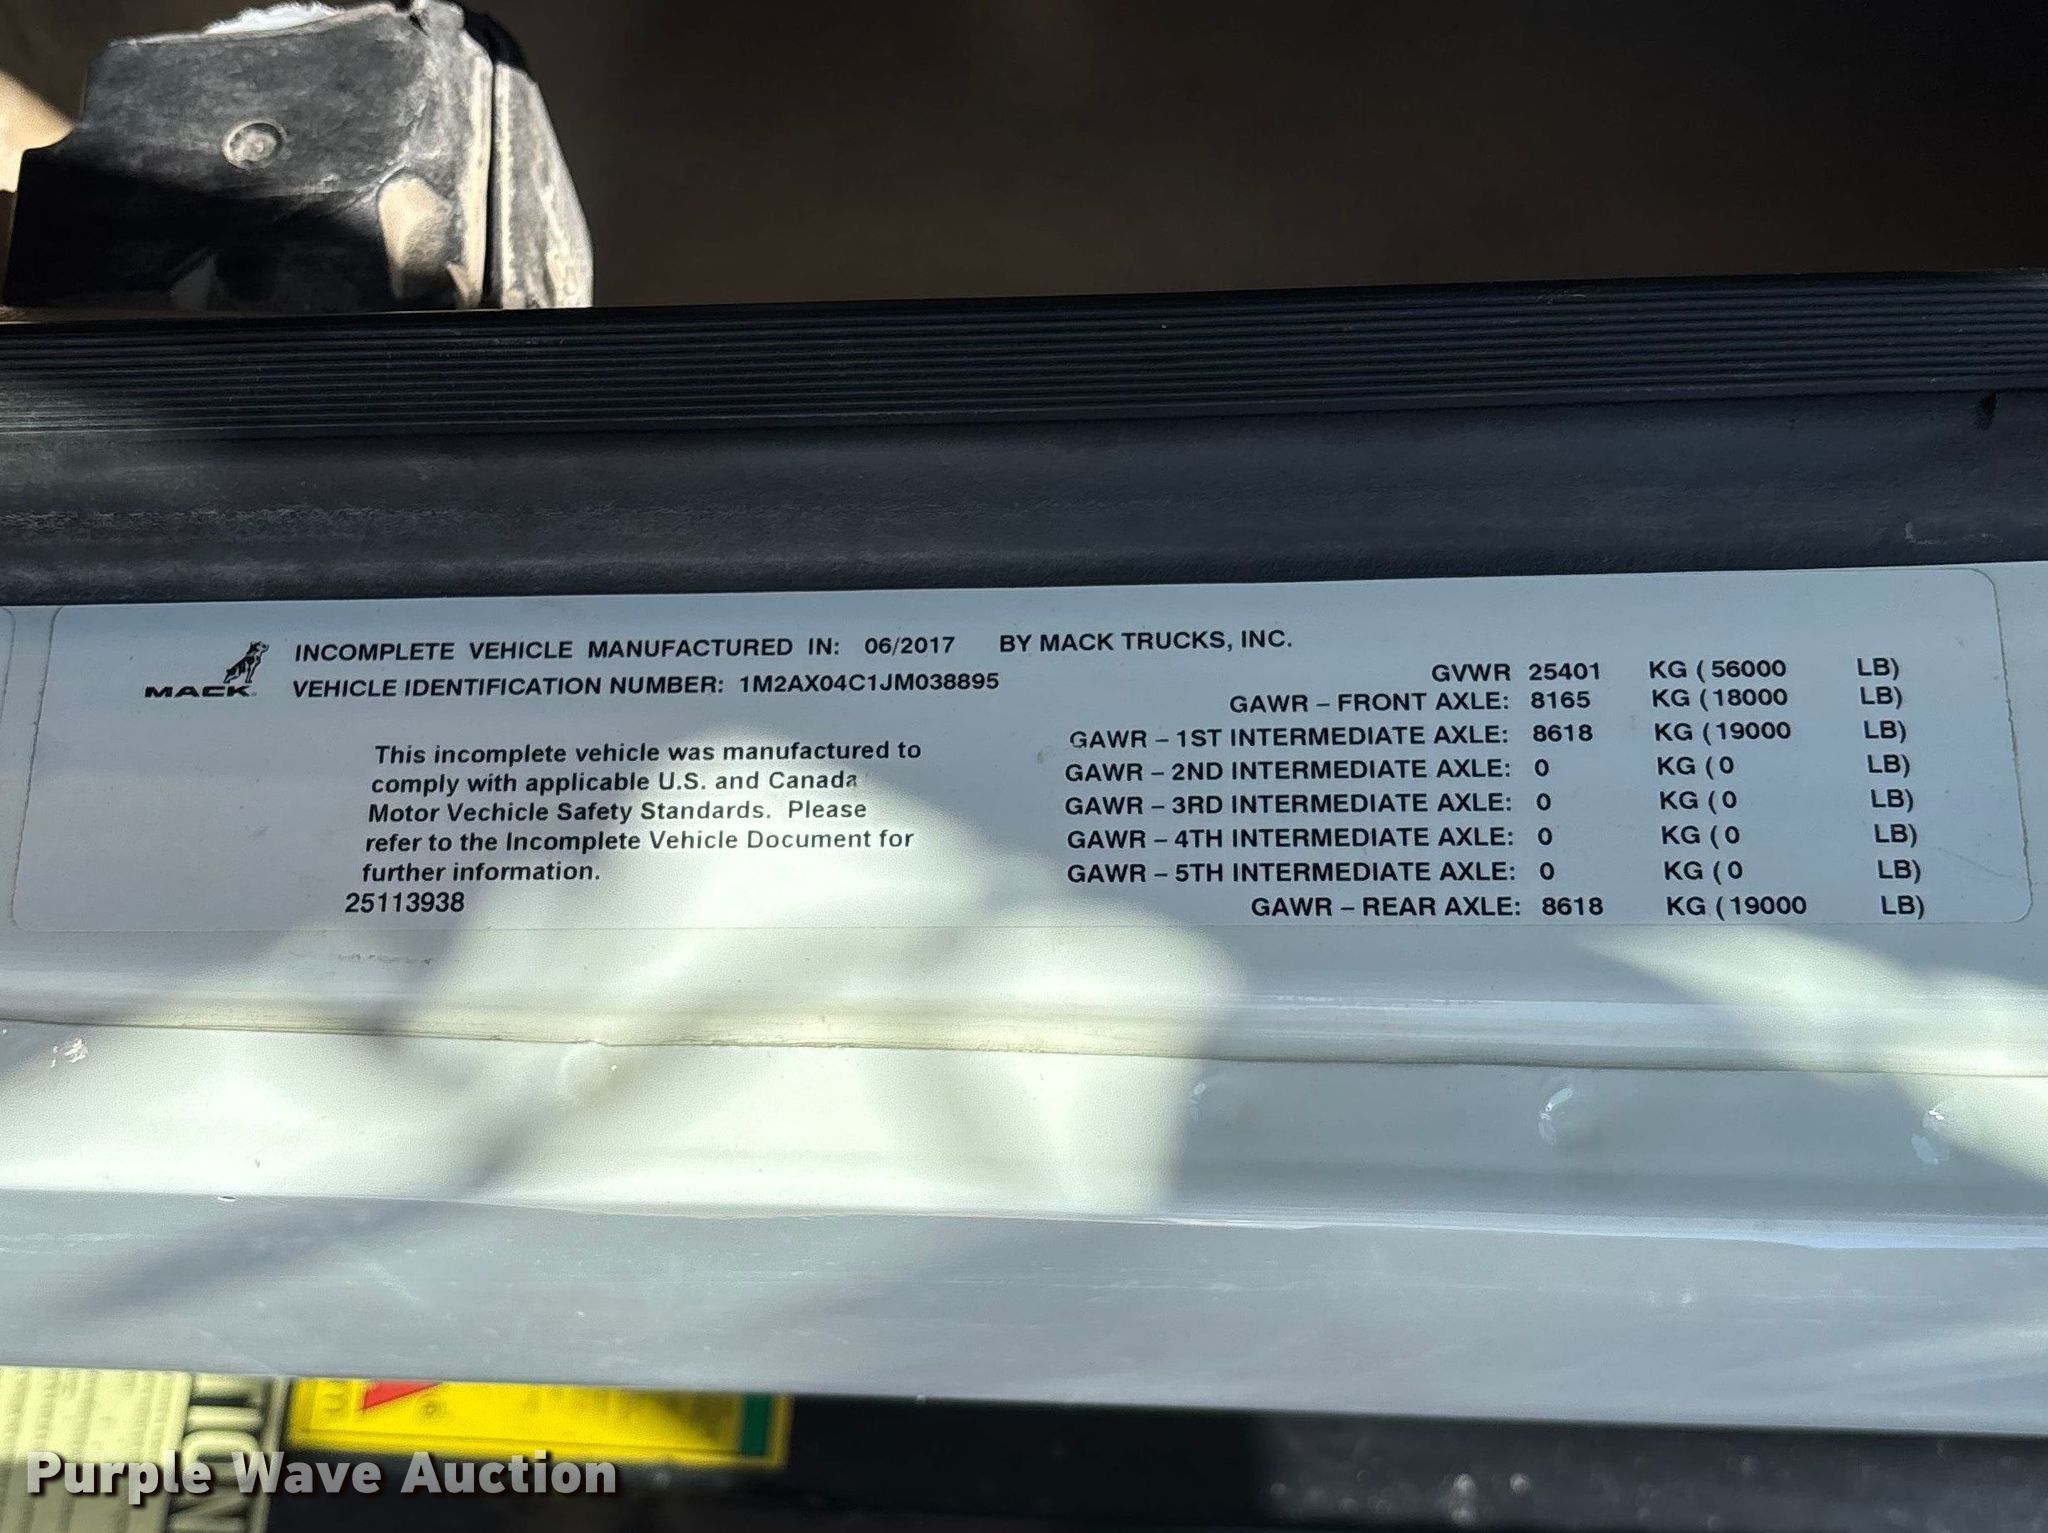 INCOMPLETE VEHICLE MANUFACTURED IN: 06/2017 BY MACK TRUCKS, INC.
MACK VEHICLE IDENTIFICATION NUMBER: 1M2AX04C1JM038895
GVWR 25401 KG (56000 LB)
GAWR – FRONT AXLE: 8165 KG (18000 LB)
GAWR – 1ST INTERMEDIATE AXLE: 8618 KG (19000 LB)
GAWR – 2ND INTERMEDIATE AXLE: 0 KG (0 LB)
GAWR – 3RD INTERMEDIATE AXLE: 0 KG (0 LB)
GAWR – 4TH INTERMEDIATE AXLE: 0 KG (0 LB)
GAWR – 5TH INTERMEDIATE AXLE: 0 KG (0 LB)
GAWR – REAR AXLE: 8618 KG (19000 LB)
This incomplete vehicle was manufactured to
comply with applicable U.S. and Canada
Motor Vechicle Safety Standards. Please
refer to the Incomplete Vehicle Document for
further information.
25113938
Purple Wave Auction